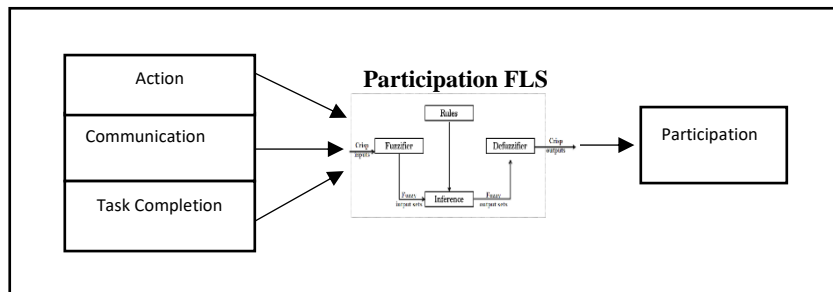 Action
Communication
Task Completion
Participation FLS
Rules
Crisp
inputs
Fuzzifier
Defuzzifier
Crisp
outputs
Fuzzy
input sets
Inference
Fuzzy
output sets
Participation